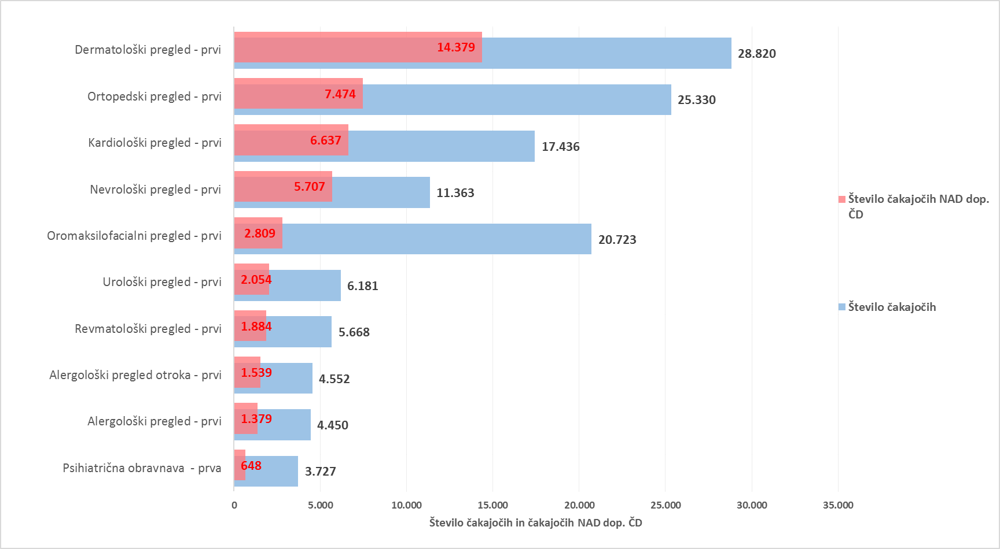 Dermatološki pregled - prvi
14.379
28.820
Ortopedski pregled - prvi
7.474
25.330
Kardiološki pregled - prvi
6.637
17.436
Nevrološki pregled - prvi
5.707
11.363
Oromaksilofacialni pregled - prvi
2.809
20.723
Urološki pregled - prvi
2.054
6.181
Revmatološki pregled - prvi
1.884
5.668
Alergološki pregled otroka - prvi
1.539
4.552
Alergološki pregled - prvi
1.379
4.450
Psihiatrična obravnava  - prva
648
3.727
0 5.000 10.000 15.000 20.000 25.000 30.000 35.000
Število čakajočih in čakajočih NAD dop. ČD
Število čakajočih NAD dop.
ČD
Število čakajočih